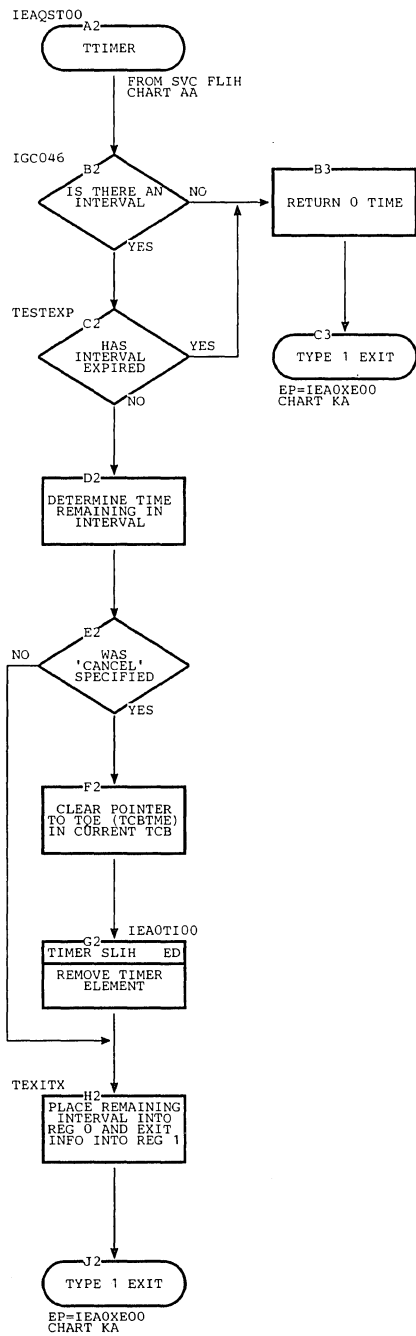 IEAQST00
A2
TTIMER
FROM SVC FLIH
CHART AA
IGC046
B2
IS THERE AN
INTERVAL
NO
YES
B3
RETURN 0 TIME
TESTEXP
C2
HAS
INTERVAL
EXPIRED
YES
NO
C3
TYPE 1 EXIT
EP=IEA0XE00
CHART KA
D2
DETERMINE TIME
REMAINING IN
INTERVAL
E2
NO
WAS
'CANCEL'
SPECIFIED
YES
F2
CLEAR POINTER
TO TQE (TCBTME)
IN CURRENT TCB
IEA0TI00
G2
TIMER SLIH ED
REMOVE TIMER
ELEMENT
TEXITX
H2
PLACE REMAINING
INTERVAL INTO
REG 0 AND EXIT
INFO INTO REG 1
J2
TYPE 1 EXIT
EP=IEA0XE00
CHART KA